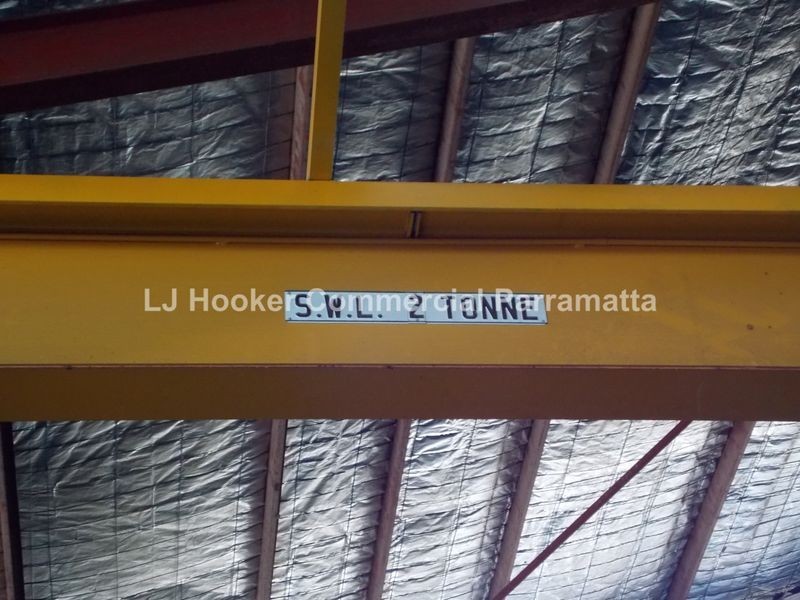 LJ Hooker Commercial Parramatta
S.W.L. 2 TONNE